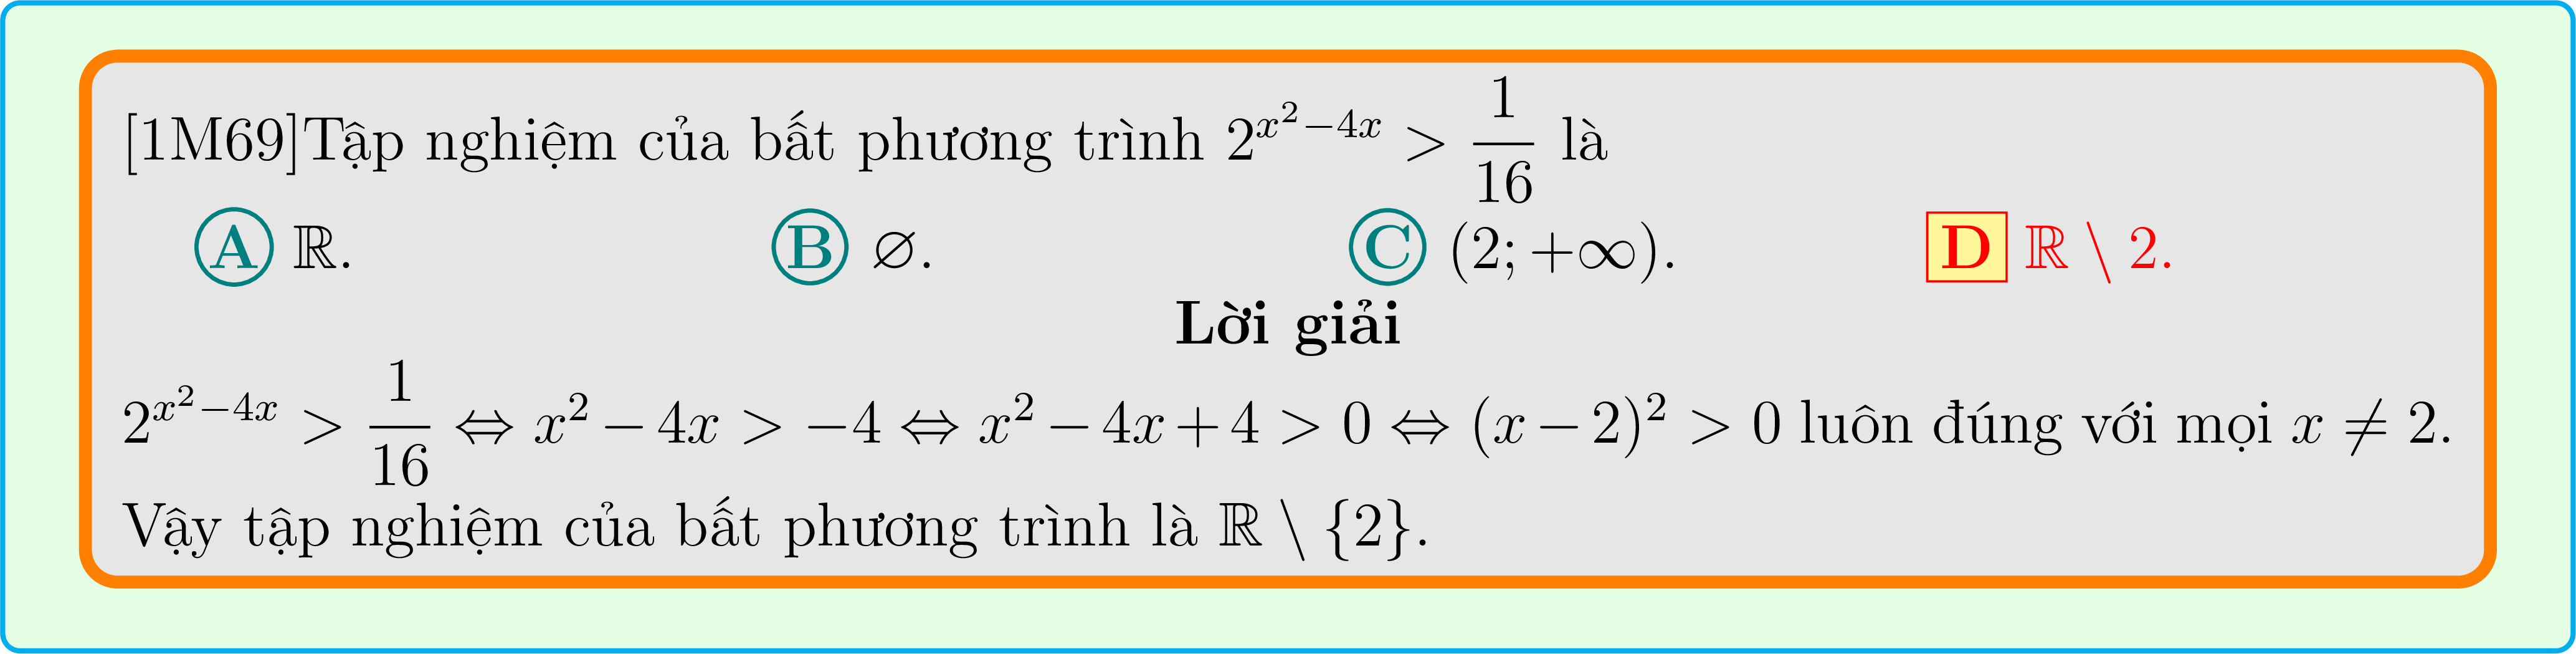 [1M69]Tập nghiệm của bất phương trình $2^{x^2-4x} > \dfrac{1}{16}$ là
A $\mathbb{R}$. B $\varnothing$. C $(2; +\infty)$. D $\mathbb{R} \setminus 2$.
Lời giải
$2^{x^2-4x} > \dfrac{1}{16} \Leftrightarrow x^2 - 4x > -4 \Leftrightarrow x^2 - 4x + 4 > 0 \Leftrightarrow (x - 2)^2 > 0$ luôn đúng với mọi $x \neq 2$.
Vậy tập nghiệm của bất phương trình là $\mathbb{R} \setminus \{2\}$.